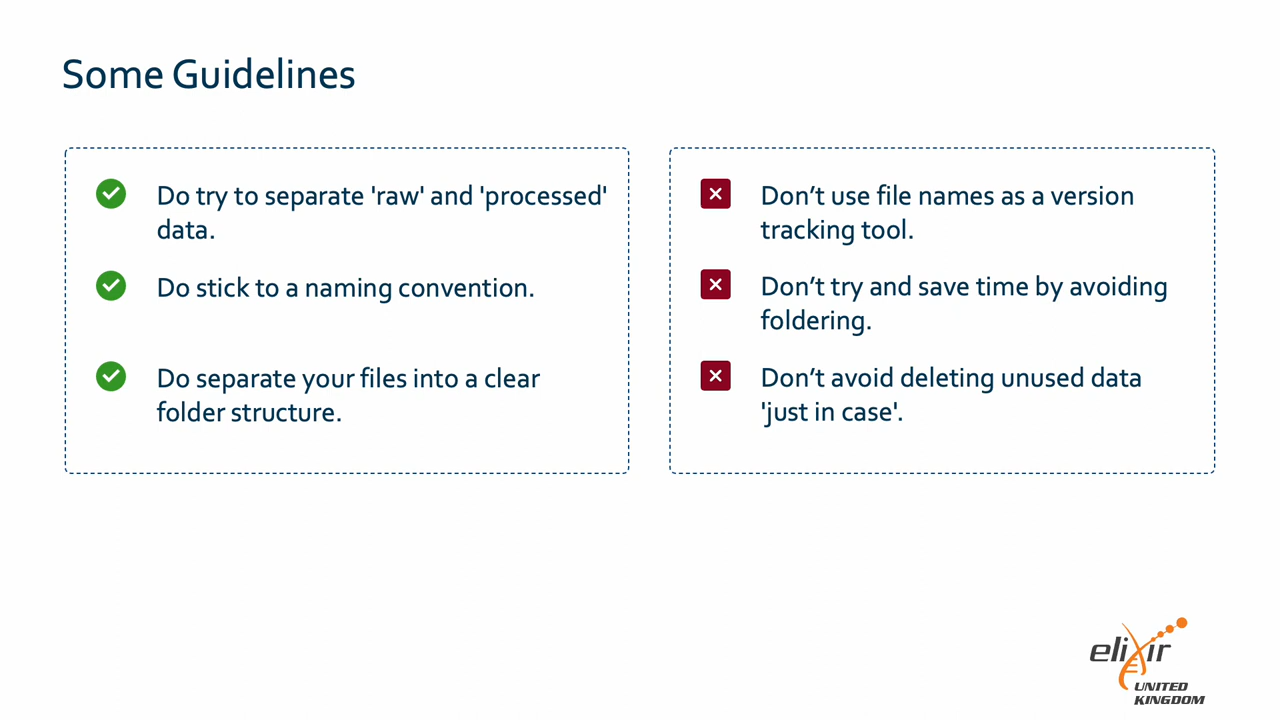 Some Guidelines
Do try to separate 'raw' and 'processed'
data.
Do stick to a naming convention.
Do separate your files into a clear
folder structure.
Don’t use file names as a version
tracking tool.
Don’t try and save time by avoiding
foldering.
Don’t avoid deleting unused data
'just in case'.
elixir
UNITED
KINGDOM